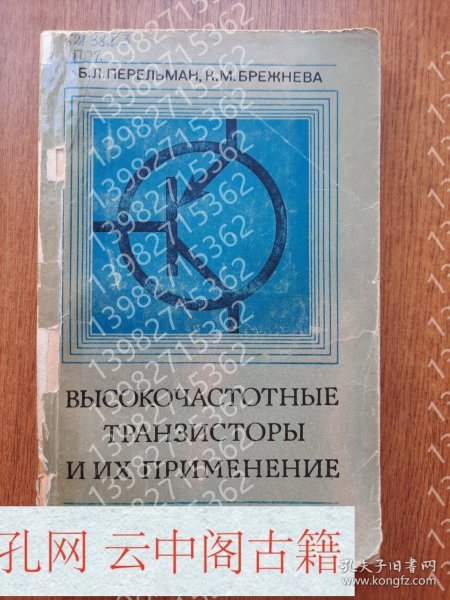 Б.Л.ПЕРЕЛЬМАН, К.М.БРЕЖНЕВА
ВЫСОКОЧАСТОТНЫЕ
ТРАНЗИСТОРЫ
И ИХ ПРИМЕНЕНИЕ
13982715362
孔网 云中阁古籍
孔夫子旧书网
www.kongfz.com